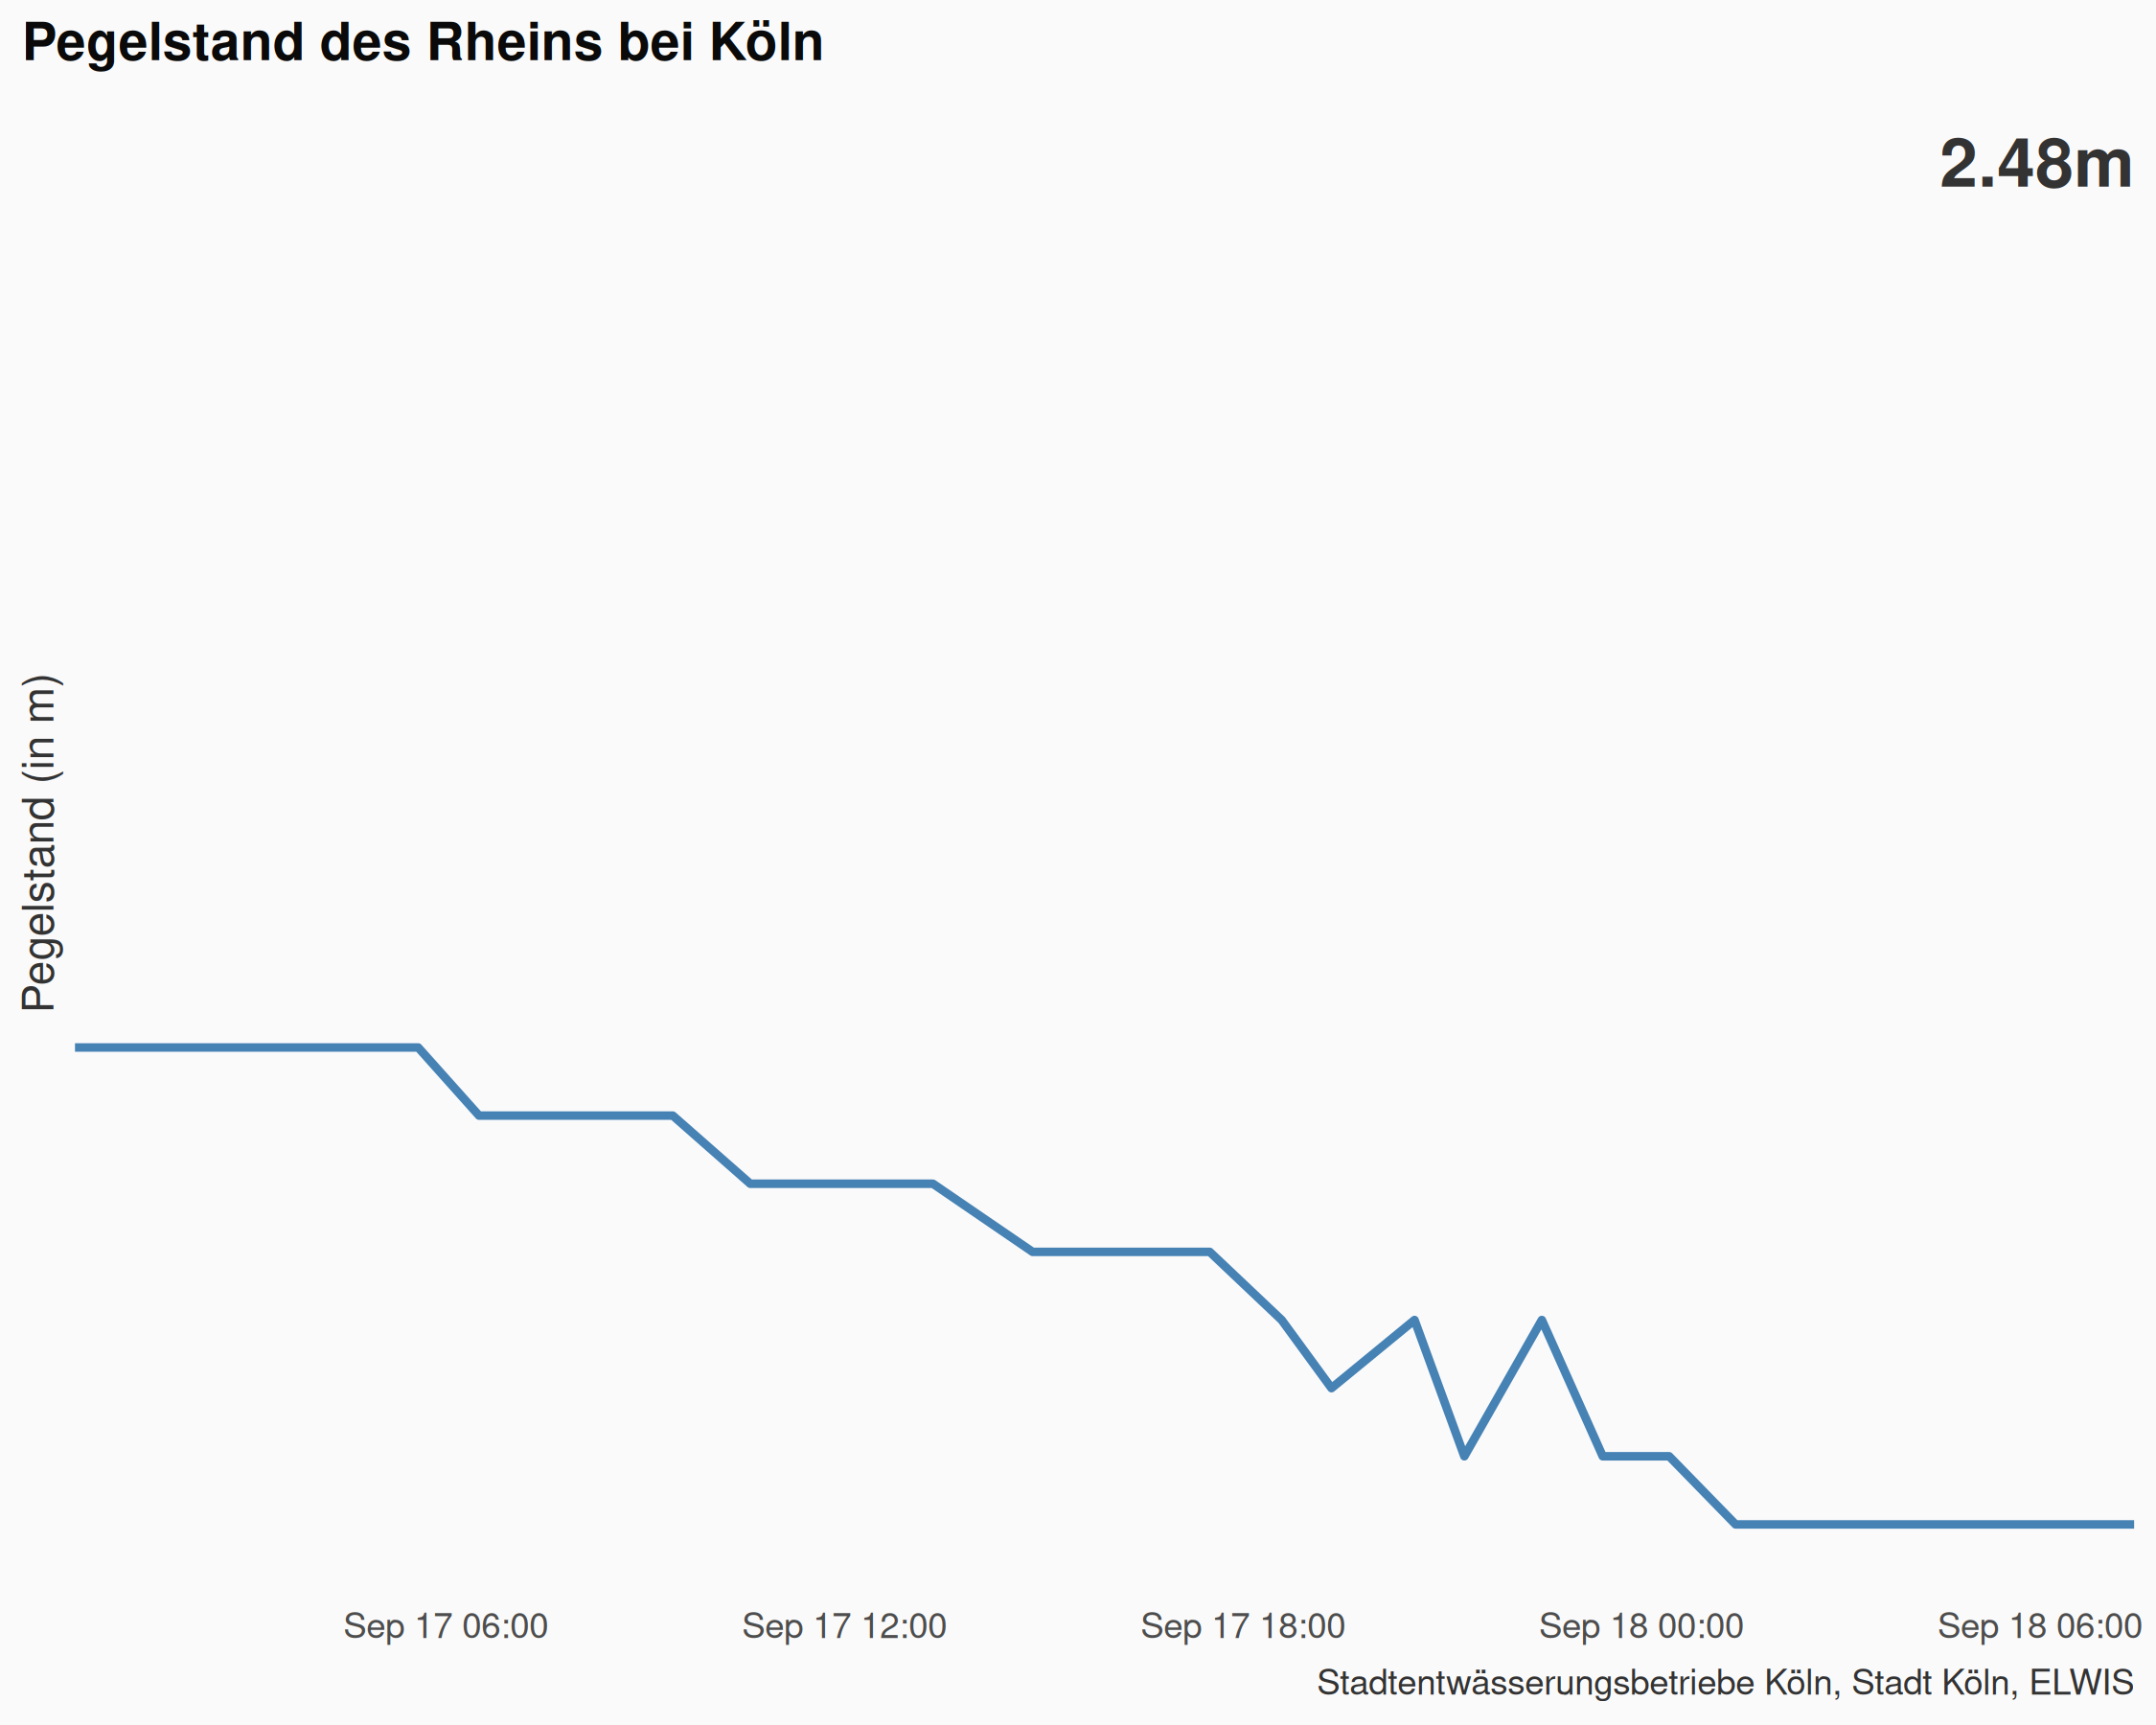 Pegelstand des Rheins bei Köln
2.48m
Pegelstand (in m)
Sep 17 06:00
Sep 17 12:00
Sep 17 18:00
Sep 18 00:00
Sep 18 06:00
Stadtentwässerungsbetriebe Köln, Stadt Köln, ELWIS